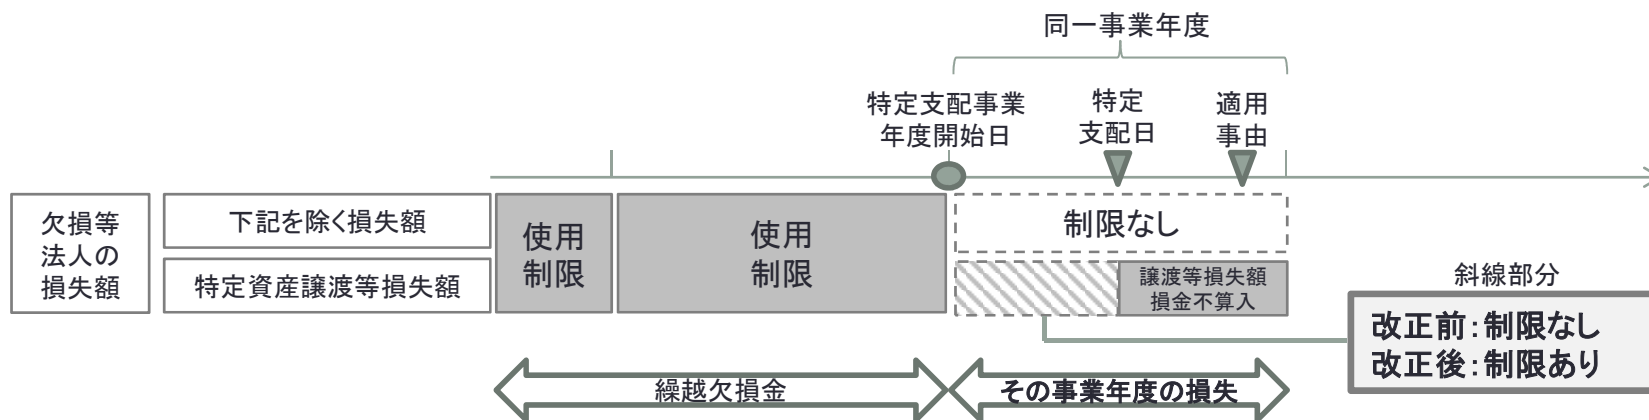 同一事業年度
特定支配事業
年度開始日
特定
支配日
適用
事由
欠損等
法人の
損失額
下記を除く損失額
特定資産譲渡等損失額
使用
制限
使用
制限
制限なし
譲渡等損失額
損金不算入
斜線部分
改正前：制限なし
改正後：制限あり
繰越欠損金
その事業年度の損失